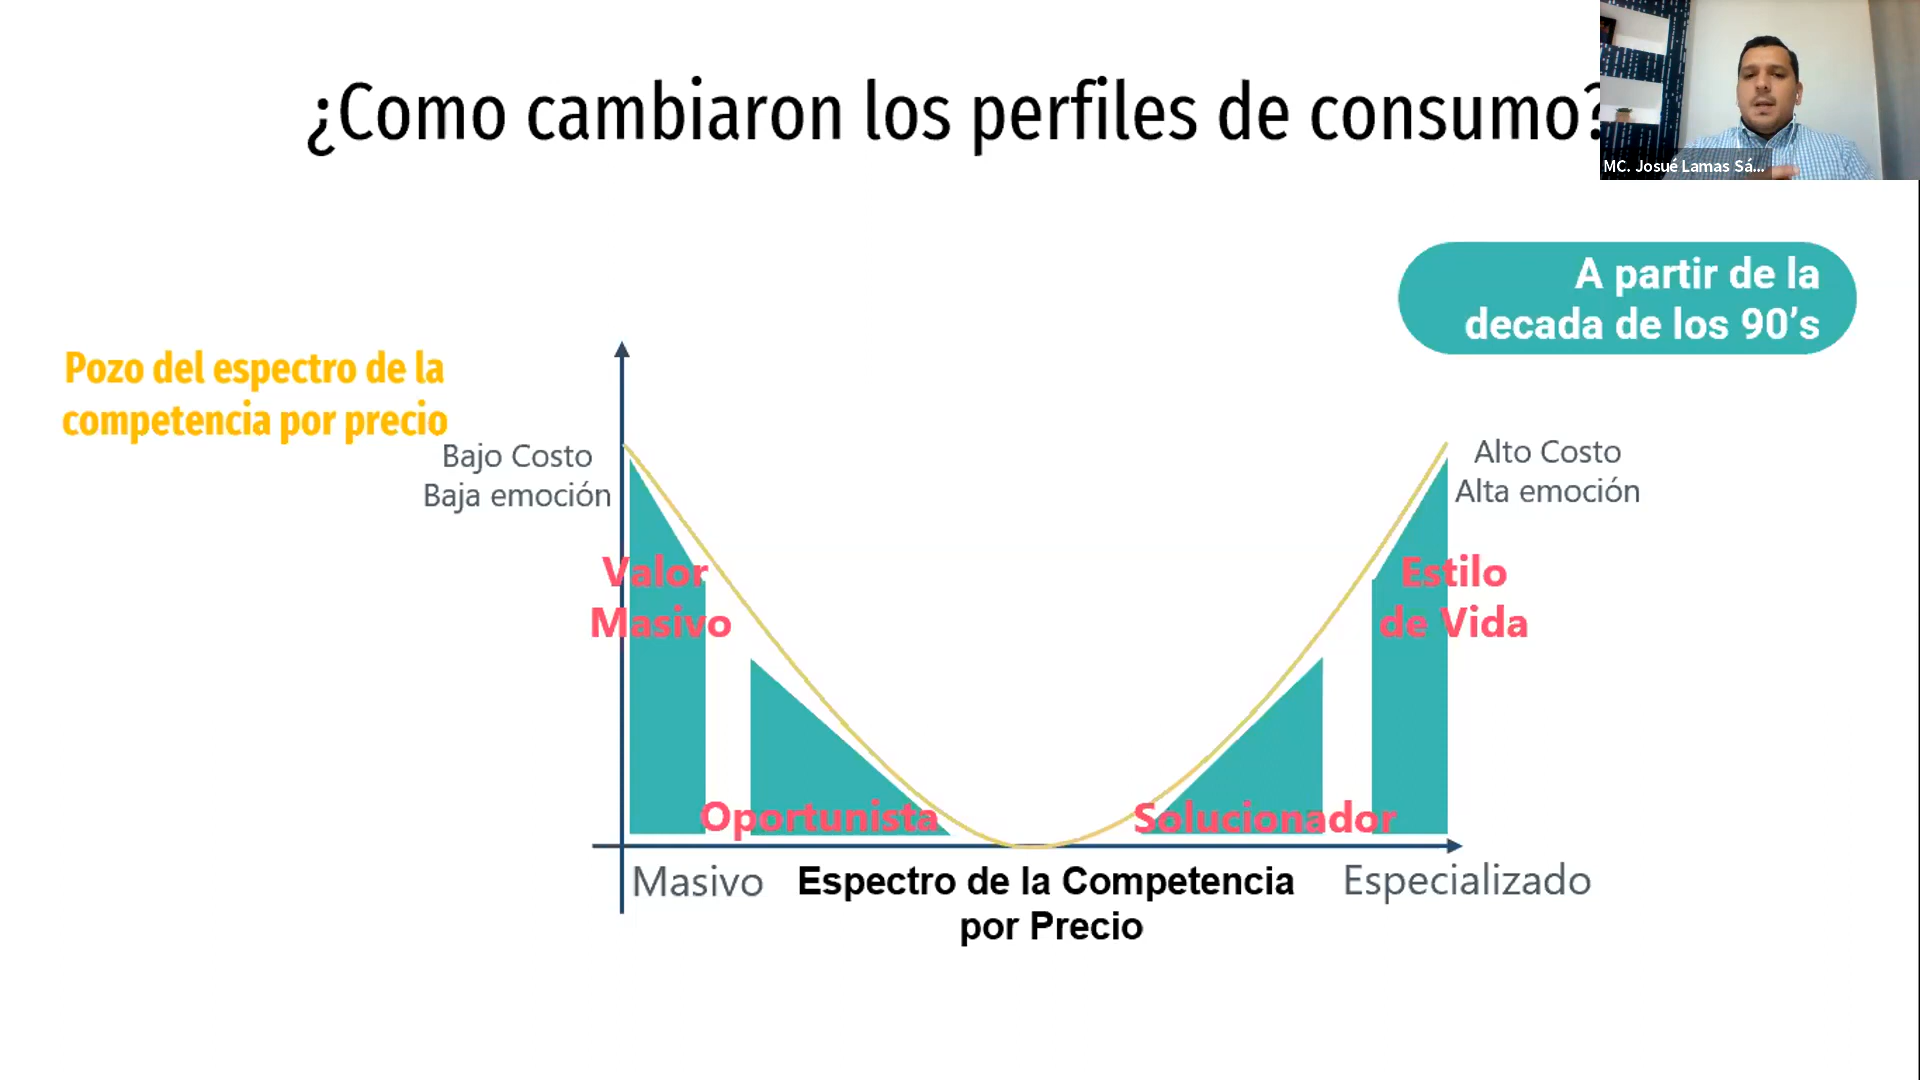 ¿Como cambiaron los perfiles de consumo?
MC. Josué Lamas Sá...
A partir de la
decada de los 90's
Pozo del espectro de la
competencia por precio
Bajo Costo
Baja emoción
Alto Costo
Alta emoción
Valor
Masivo
Estilo
de Vida
Oportunista
Solucionador
Masivo
Espectro de la Competencia
por Precio
Especializado